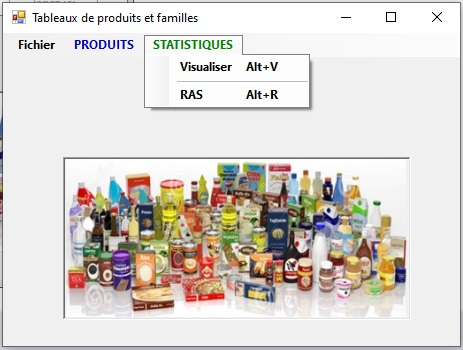 Tableaux de produits et familles
Fichier PRODUITS STATISTIQUES
Visualiser Alt+V
RAS Alt+R